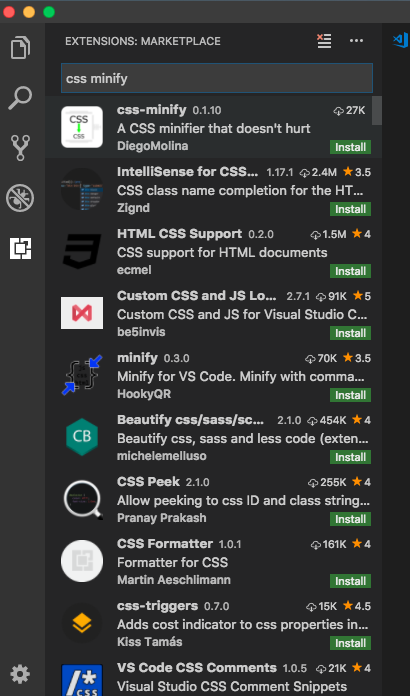 EXTENSIONS: MARKETPLACE
css minify
css-minify 0.1.10 27K
A CSS minifier that doesn't hurt
DiegoMolina Install
IntelliSense for CSS... 1.17.1 2.4M 3.5
CSS class name completion for the HT...
Zignd Install
HTML CSS Support 0.2.0 1.5M 4
CSS support for HTML documents
ecmel Install
Custom CSS and JS Lo... 2.7.1 91K 5
Custom CSS and JS for Visual Studio C...
be5invis Install
minify 0.3.0 70K 3.5
Minify for VS Code. Minify with comma...
HookyQR Install
Beautify css/sass/sc... 2.1.0 454K 4
Beautify css, sass and less code (exten...
michelemelluso Install
CSS Peek 2.1.0 255K 4
Allow peeking to css ID and class string...
Pranay Prakash Install
CSS Formatter 1.0.1 161K 4
Formatter for CSS
Martin Aeschlimann Install
css-triggers 0.7.0 15K 4.5
Adds cost indicator to css properties in...
Kiss Tamás Install
VS Code CSS Comments 1.0.5 21K 4
Visual Studio CSS Comment Snippets
CSS
CB
/*
CSS